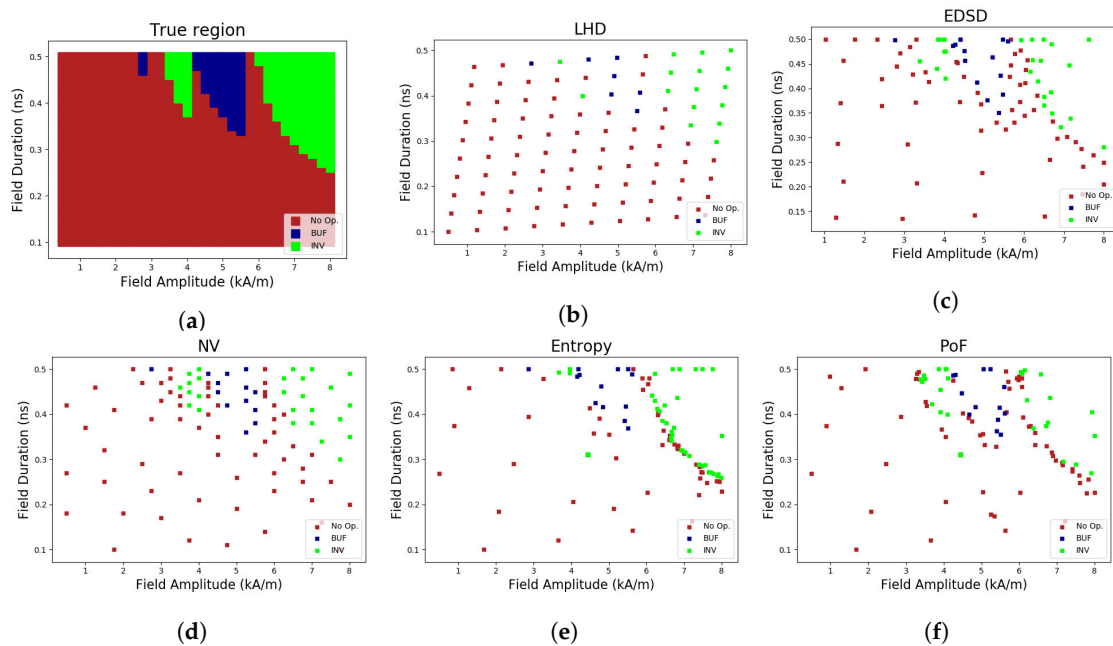 True region
Field Duration (ns)
0.5
0.4
0.3
0.2
0.1
No Op.
BUF
INV
1 2 3 4 5 6 7 8
Field Amplitude (kA/m)
(a)
LHD
Field Duration (ns)
0.5
0.4
0.3
0.2
0.1
No Op.
BUF
INV
1 2 3 4 5 6 7 8
Field Amplitude (kA/m)
(b)
EDSD
Field Duration (ns)
0.50
0.45
0.40
0.35
0.30
0.25
0.20
0.15
No Op.
BUF
INV
1 2 3 4 5 6 7 8
Field Amplitude (kA/m)
(c)
NV
Field Duration (ns)
0.5
0.4
0.3
0.2
0.1
No Op.
BUF
INV
1 2 3 4 5 6 7 8
Field Amplitude (kA/m)
(d)
Entropy
Field Duration (ns)
0.5
0.4
0.3
0.2
0.1
No Op.
BUF
INV
1 2 3 4 5 6 7 8
Field Amplitude (kA/m)
(e)
PoF
Field Duration (ns)
0.5
0.4
0.3
0.2
0.1
No Op.
BUF
INV
1 2 3 4 5 6 7 8
Field Amplitude (kA/m)
(f)